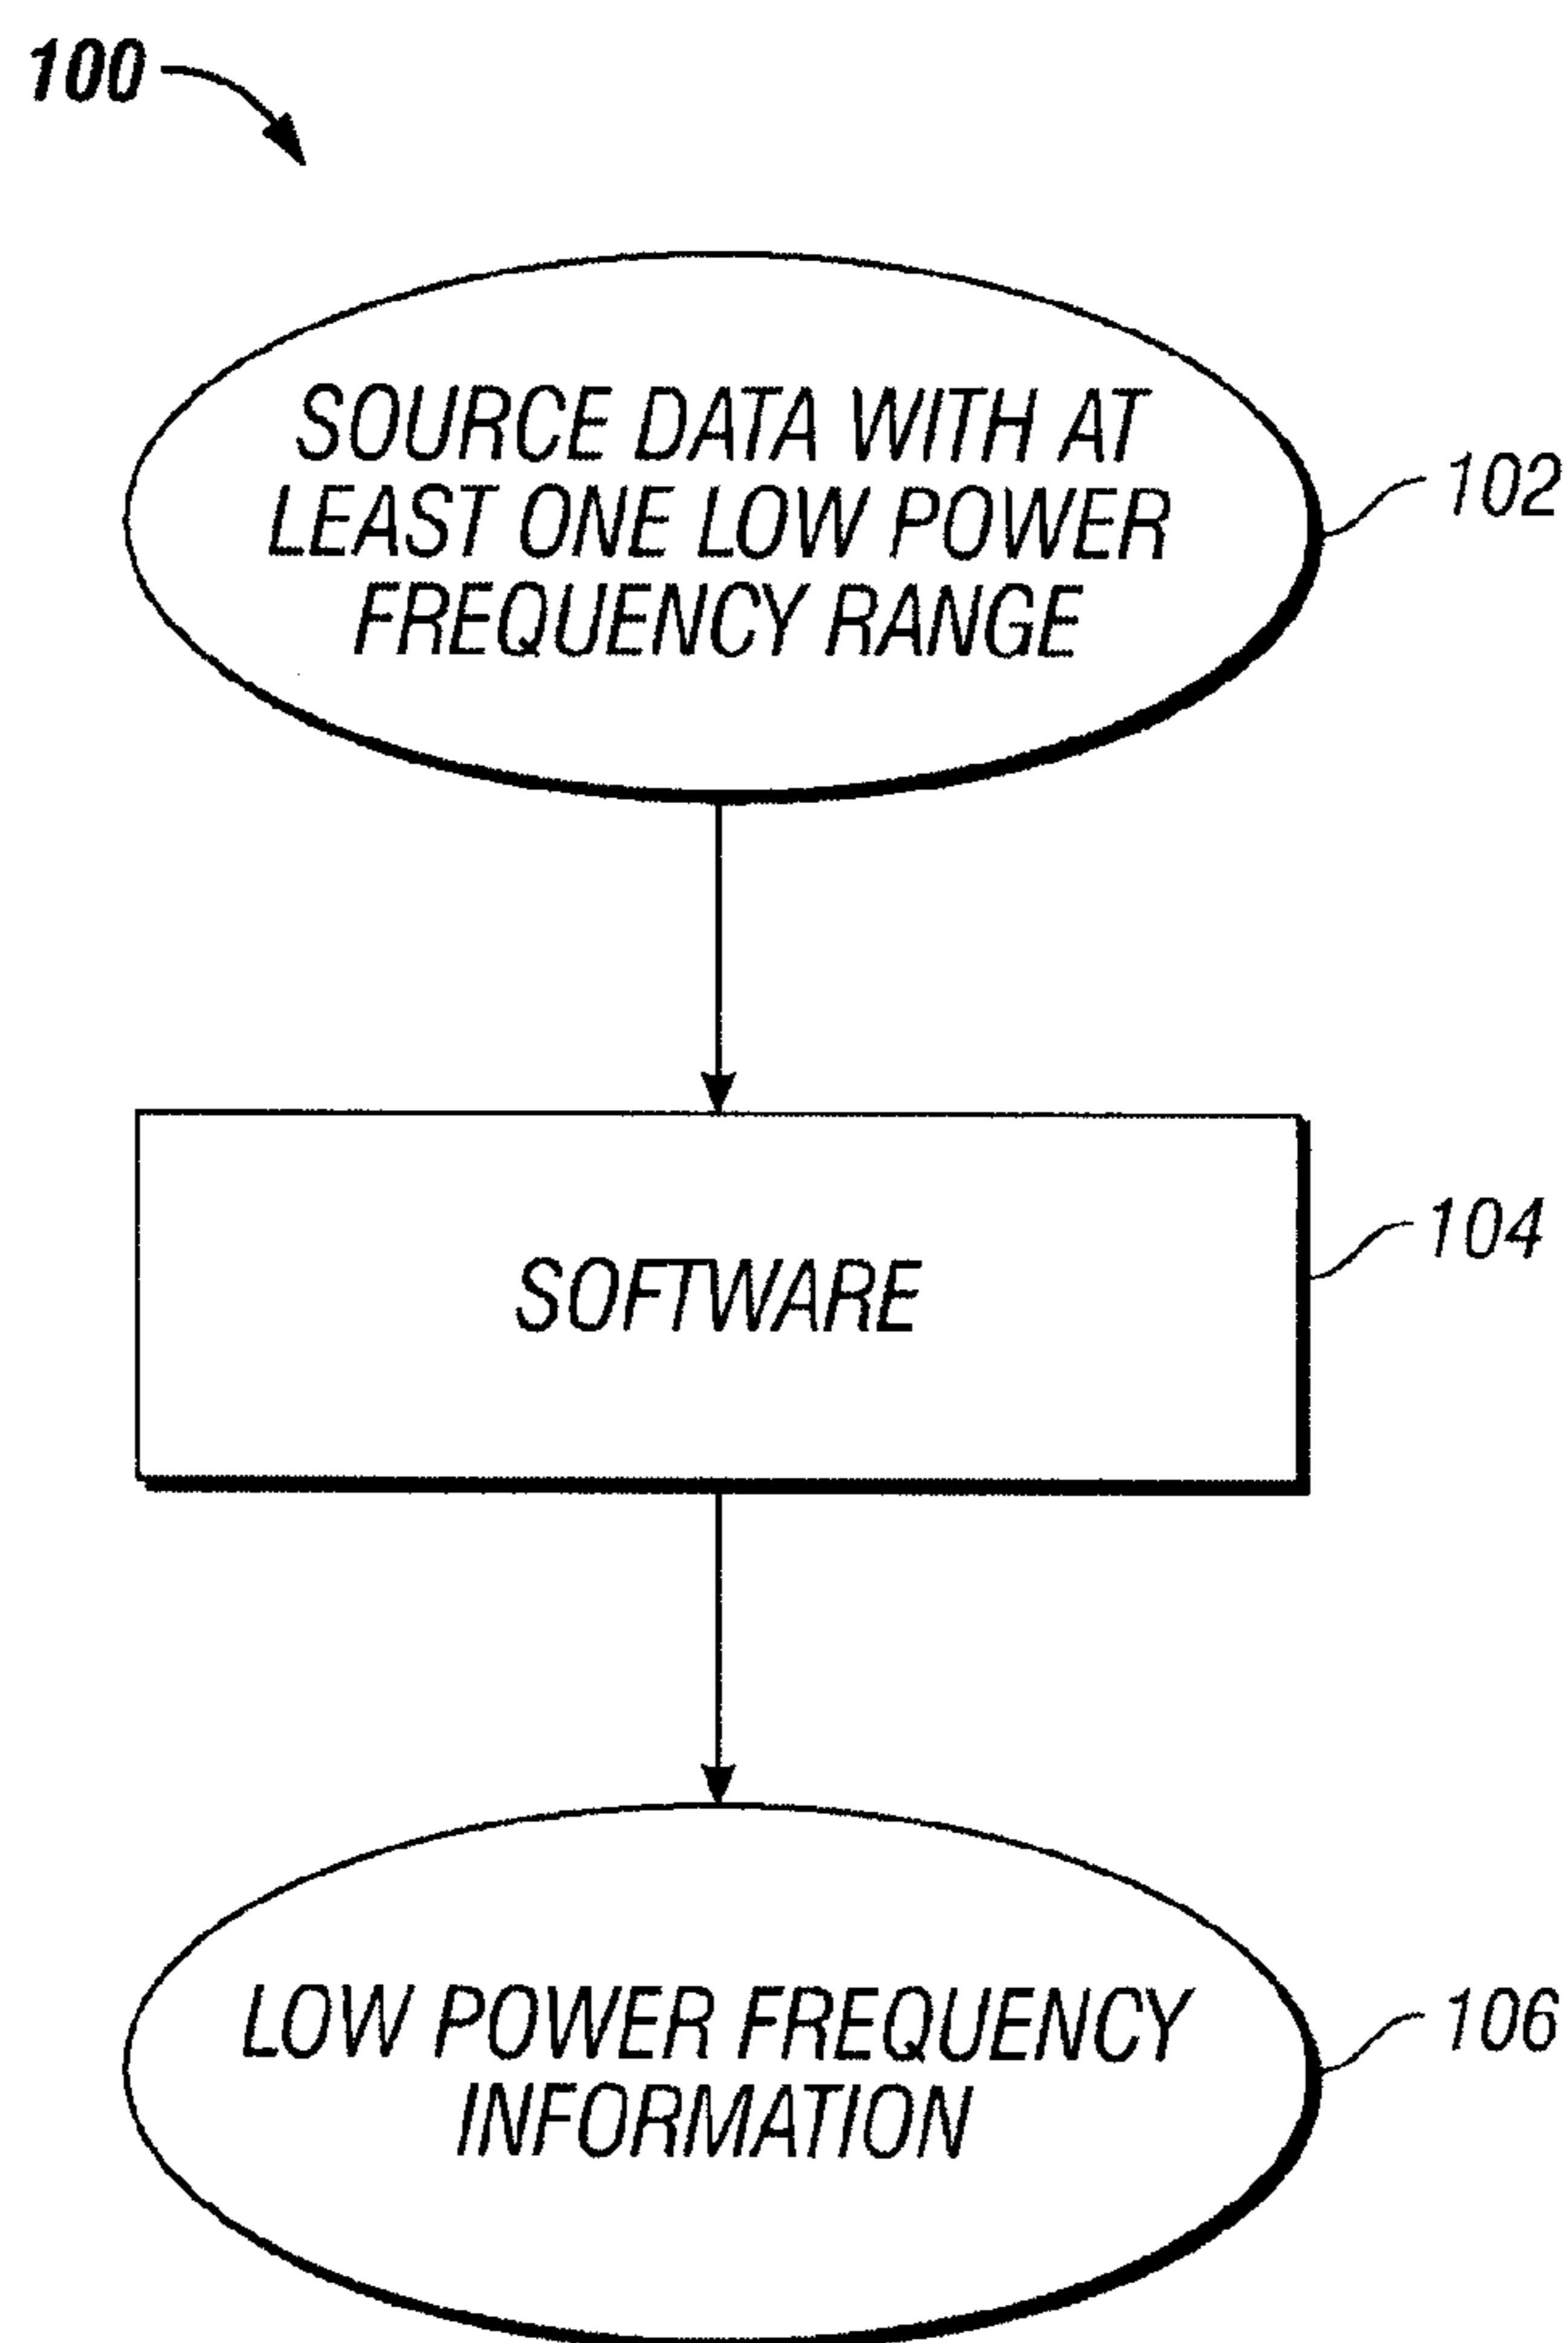 100
SOURCE DATA WITH AT
LEAST ONE LOW POWER
FREQUENCY RANGE
102
SOFTWARE
104
LOW POWER FREQUENCY
INFORMATION
106